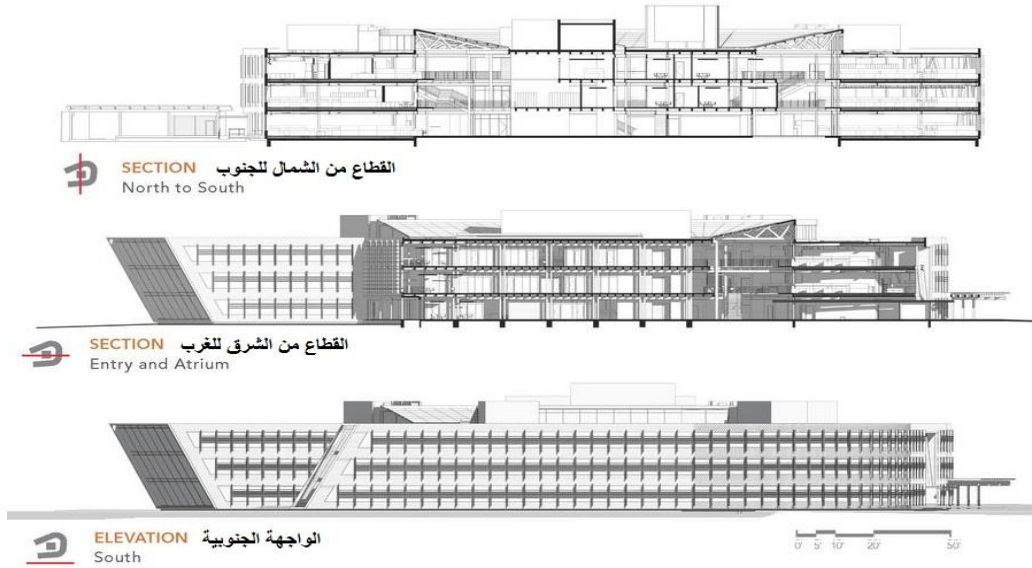 SECTION القطاع من الشمال للجنوب
North to South
SECTION القطاع من الشرق للغرب
Entry and Atrium
ELEVATION الواجهة الجنوبية
South
0' 5' 10' 20' 50'